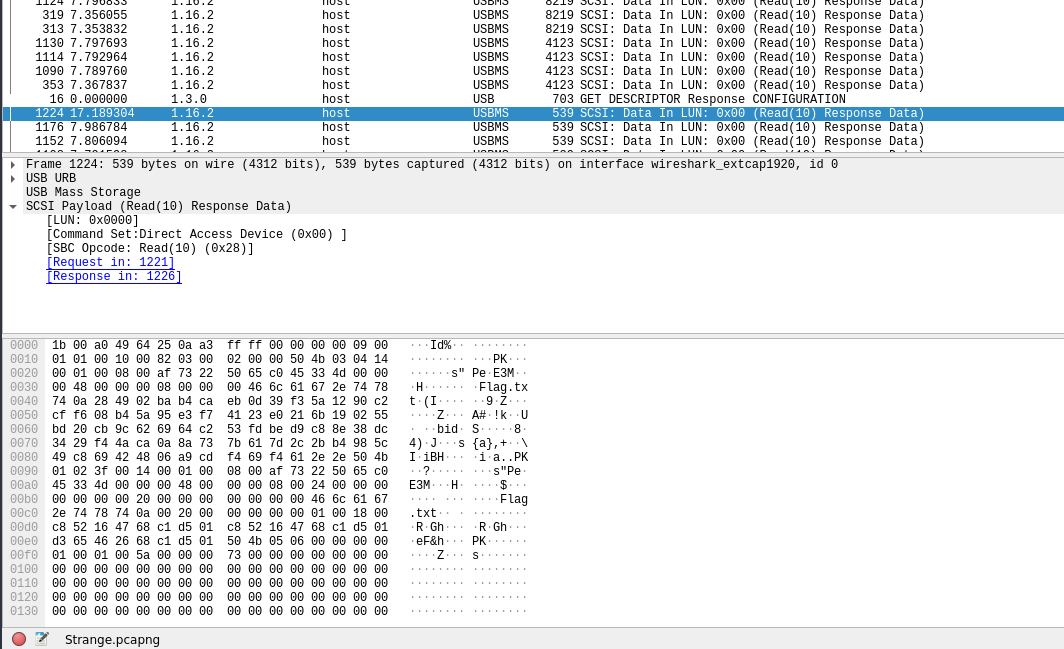 1124 7.796833 1.16.2 host USBMS 8219 SCSI: Data In LUN: 0x00 (Read(10) Response Data)
319 7.356055 1.16.2 host USBMS 8219 SCSI: Data In LUN: 0x00 (Read(10) Response Data)
313 7.353832 1.16.2 host USBMS 8219 SCSI: Data In LUN: 0x00 (Read(10) Response Data)
1130 7.797693 1.16.2 host USBMS 4123 SCSI: Data In LUN: 0x00 (Read(10) Response Data)
1114 7.792964 1.16.2 host USBMS 4123 SCSI: Data In LUN: 0x00 (Read(10) Response Data)
1090 7.789760 1.16.2 host USBMS 4123 SCSI: Data In LUN: 0x00 (Read(10) Response Data)
353 7.367837 1.16.2 host USBMS 4123 SCSI: Data In LUN: 0x00 (Read(10) Response Data)
16 0.000000 1.3.0 host USB 703 GET DESCRIPTOR Response CONFIGURATION
1224 17.189304 1.16.2 host USBMS 539 SCSI: Data In LUN: 0x00 (Read(10) Response Data)
1176 7.986784 1.16.2 host USBMS 539 SCSI: Data In LUN: 0x00 (Read(10) Response Data)
1152 7.806094 1.16.2 host USBMS 539 SCSI: Data In LUN: 0x00 (Read(10) Response Data)
Frame 1224: 539 bytes on wire (4312 bits), 539 bytes captured (4312 bits) on interface wireshark_extcap1920, id 0
USB URB
USB Mass Storage
SCSI Payload (Read(10) Response Data)
[LUN: 0x0000]
[Command Set:Direct Access Device (0x00) ]
[SBC Opcode: Read(10) (0x28)]
[Request in: 1221]
[Response in: 1226]
0000 1b 00 a0 49 64 25 0a a3 ff ff 00 00 00 00 09 00 ···Id%·· ········
0010 01 01 00 10 00 82 03 00 02 00 00 50 4b 03 04 14 ········ ···PK···
0020 00 01 00 08 00 af 73 22 50 65 c0 45 33 4d 00 00 ······s" Pe·E3M··
0030 00 48 00 00 00 08 00 00 00 46 6c 61 67 2e 74 78 ·H······ ·Flag.tx
0040 74 0a 28 49 02 ba b4 ca eb 0d 39 f3 5a 12 90 c2 t·(I···· ··9·Z···
0050 cf f6 08 b4 5a 95 e3 f7 41 23 e0 21 6b 19 02 55 ····Z··· A#·!k··U
0060 bd 20 cb 9c 62 69 64 c2 53 fd be d9 c8 8e 38 dc · ··bid· S·····8·
0070 34 29 f4 4a ca 0a 8a 73 7b 61 7d 2c 2b b4 98 5c 4)·J···s {a},+··\
0080 49 c8 69 42 48 06 a9 cd f4 69 f4 61 2e 2e 50 4b I·iBH··· ·i·a..PK
0090 01 02 3f 00 14 00 01 00 08 00 af 73 22 50 65 c0 ··?····· ···s"Pe·
00a0 45 33 4d 00 00 00 48 00 00 00 08 00 24 00 00 00 E3M···H· ····$···
00b0 00 00 00 00 20 00 00 00 00 00 00 00 46 6c 61 67 ···· ··· ····Flag
00c0 2e 74 78 74 0a 00 20 00 00 00 00 00 01 00 18 00 .txt·· · ········
00d0 c8 52 16 47 68 c1 d5 01 c8 52 16 47 68 c1 d5 01 ·R·Gh··· ·R·Gh···
00e0 d3 65 46 26 68 c1 d5 01 50 4b 05 06 00 00 00 00 ·eF&h··· PK······
00f0 01 00 01 00 5a 00 00 00 73 00 00 00 00 00 00 00 ····Z··· s·······
0100 00 00 00 00 00 00 00 00 00 00 00 00 00 00 00 00 ········ ········
0110 00 00 00 00 00 00 00 00 00 00 00 00 00 00 00 00 ········ ········
0120 00 00 00 00 00 00 00 00 00 00 00 00 00 00 00 00 ········ ········
0130 00 00 00 00 00 00 00 00 00 00 00 00 00 00 00 00 ········ ········
Strange.pcapng